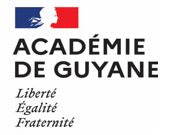 ACADÉMIE
DE GUYANE
Liberté
Égalité
Fraternité